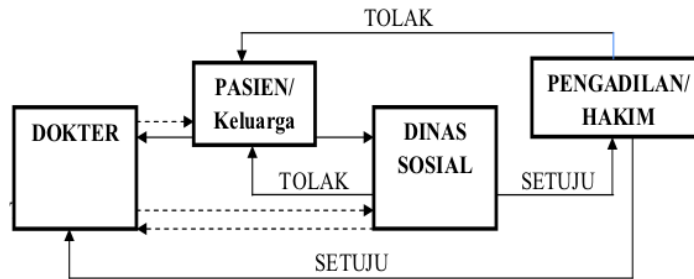 TOLAK
PASIEN/
Keluarga
PENGADILAN/
HAKIM
DOKTER
DINAS
SOSIAL
TOLAK
SETUJU
SETUJU